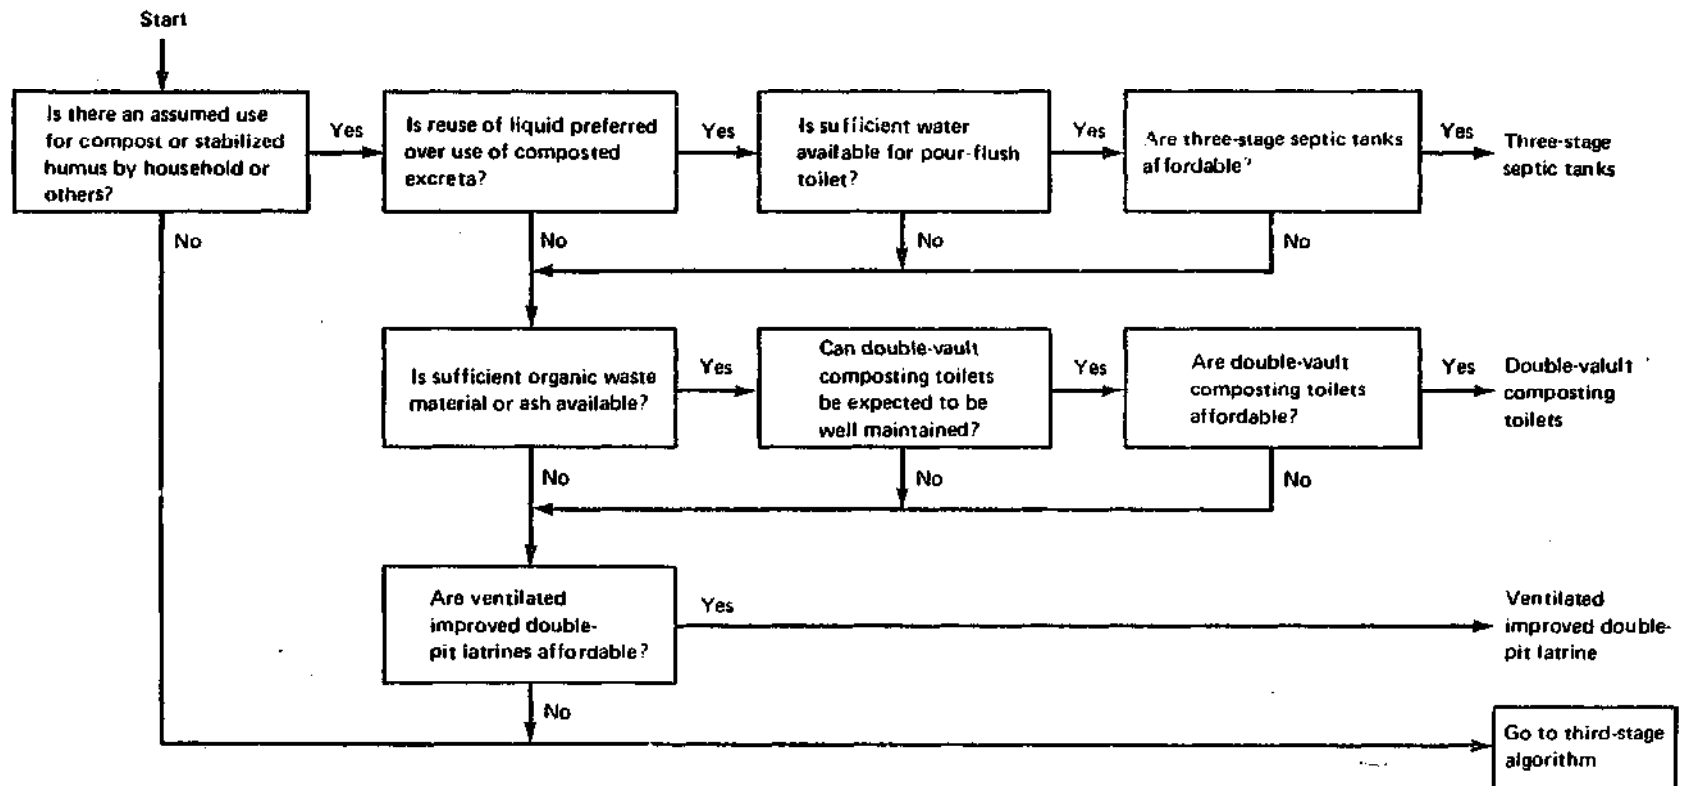 Start
Is there an assumed use
for compost or stabilized
humus by household or
others?
Yes
Is reuse of liquid preferred
over use of composted
excreta?
Yes
Is sufficient water
available for pour-flush
toilet?
Yes
Are three-stage septic tanks
affordable?
Yes
Three-stage
septic tanks
No
No
No
No
Is sufficient organic waste
material or ash available?
Yes
Can double-vault
composting toilets
be expected to be
well maintained?
Yes
Are double-vault
composting toilets
affordable?
Yes
Double-valult
composting
toilets
No
No
No
Are ventilated
improved double-
pit latrines affordable?
Yes
Ventilated
improved double-
pit latrine
No
Go to third-stage
algorithm